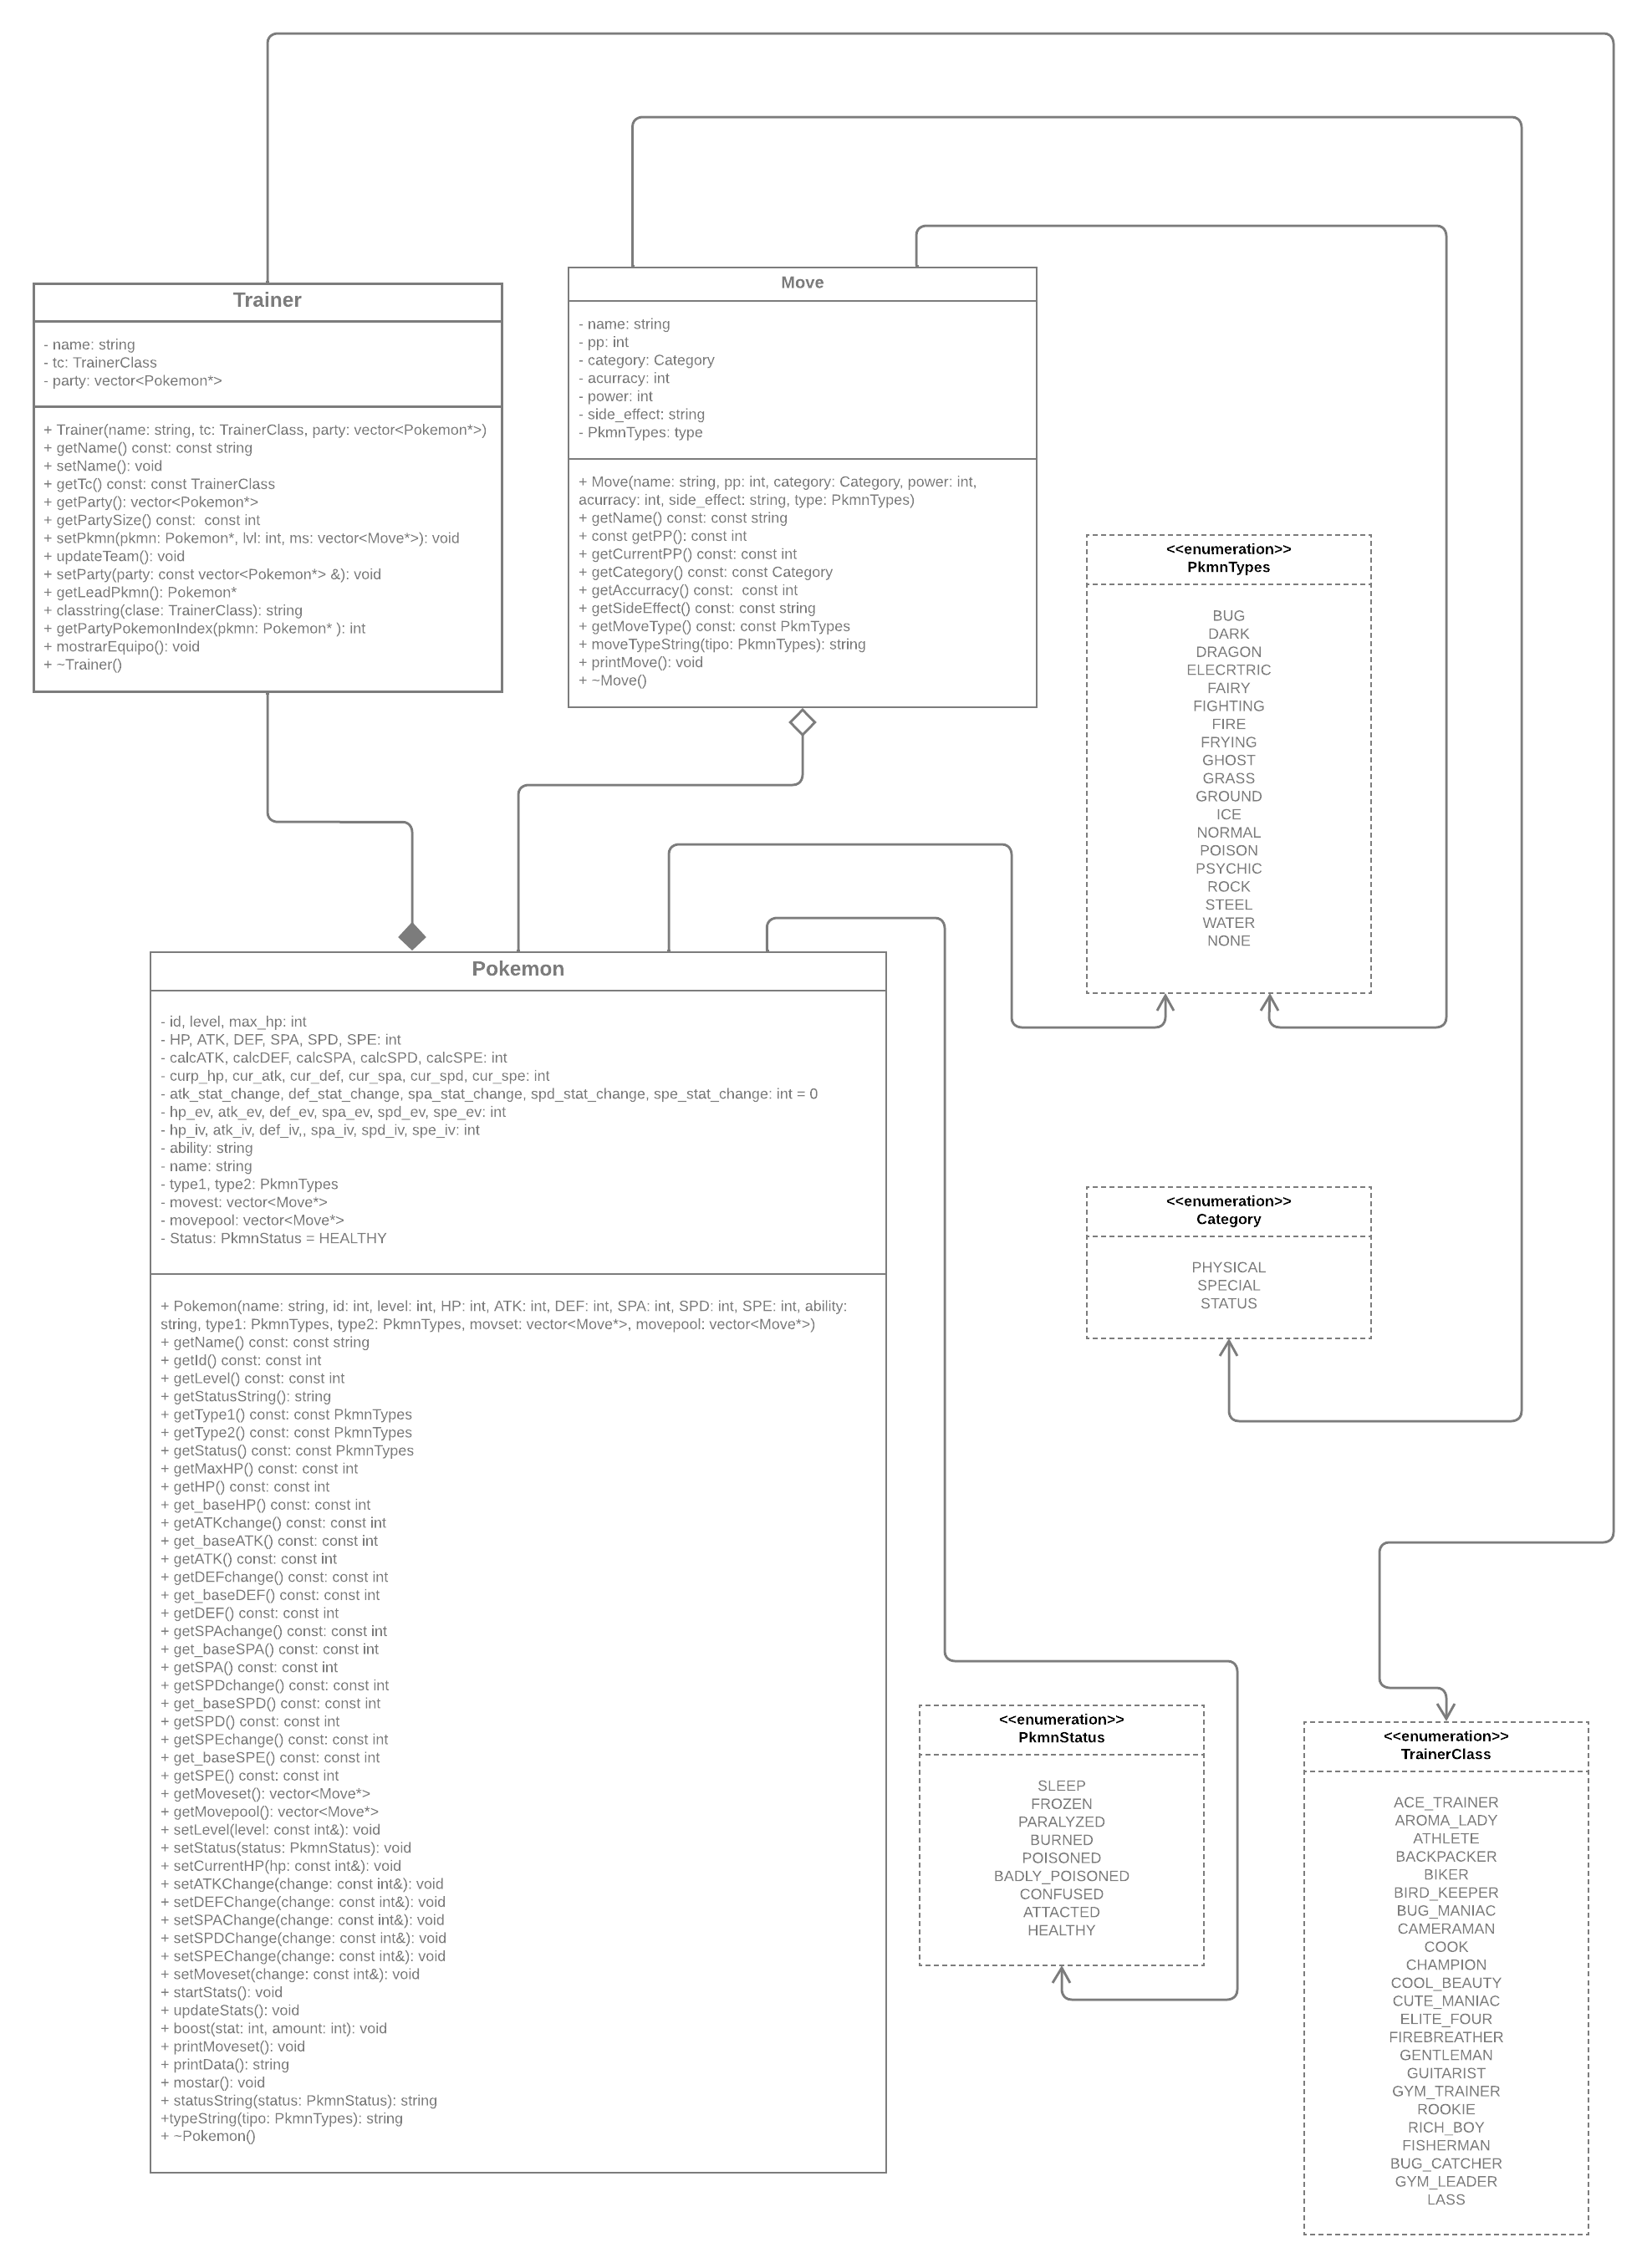 Trainer
- name: string
- tc: TrainerClass
- party: vector<Pokemon*>
+ Trainer(name: string, tc: TrainerClass, party: vector<Pokemon*>)
+ getName() const: const string
+ setName(): void
+ getTc() const: const TrainerClass
+ getParty(): vector<Pokemon*>
+ getPartySize() const:  const int
+ setPkmn(pkmn: Pokemon*, lvl: int, ms: vector<Move*>): void
+ updateTeam(): void
+ setParty(party: const vector<Pokemon*> &): void
+ getLeadPkmn(): Pokemon*
+ classtring(clase: TrainerClass): string
+ getPartyPokemonIndex(pkmn: Pokemon* ): int
+ mostrarEquipo(): void
+ ~Trainer()
Move
- name: string
- pp: int
- category: Category
- acurracy: int
- power: int
- side_effect: string
- PkmnTypes: type
+ Move(name: string, pp: int, category: Category, power: int,
acurracy: int, side_effect: string, type: PkmnTypes)
+ getName() const: const string
+ const getPP(): const int
+ getCurrentPP() const: const int
+ getCategory() const: const Category
+ getAccurracy() const:  const int
+ getSideEffect() const: const string
+ getMoveType() const: const PkmTypes
+ moveTypeString(tipo: PkmnTypes): string
+ printMove(): void
+ ~Move()
<<enumeration>>
PkmnTypes
BUG
DARK
DRAGON
ELECRTRIC
FAIRY
FIGHTING
FIRE
FRYING
GHOST
GRASS
GROUND
ICE
NORMAL
POISON
PSYCHIC
ROCK
STEEL
WATER
NONE
Pokemon
- id, level, max_hp: int
- HP, ATK, DEF, SPA, SPD, SPE: int
- calcATK, calcDEF, calcSPA, calcSPD, calcSPE: int
- curp_hp, cur_atk, cur_def, cur_spa, cur_spd, cur_spe: int
- atk_stat_change, def_stat_change, spa_stat_change, spd_stat_change, spe_stat_change: int = 0
- hp_ev, atk_ev, def_ev, spa_ev, spd_ev, spe_ev: int
- hp_iv, atk_iv, def_iv,, spa_iv, spd_iv, spe_iv: int
- ability: string
- name: string
- type1, type2: PkmnTypes
- movest: vector<Move*>
- movepool: vector<Move*>
- Status: PkmnStatus = HEALTHY
+ Pokemon(name: string, id: int, level: int, HP: int, ATK: int, DEF: int, SPA: int, SPD: int, SPE: int, ability:
string, type1: PkmnTypes, type2: PkmnTypes, movset: vector<Move*>, movepool: vector<Move*>)
+ getName() const: const string
+ getId() const: const int
+ getLevel() const: const int
+ getStatusString(): string
+ getType1() const: const PkmnTypes
+ getType2() const: const PkmnTypes
+ getStatus() const: const PkmnTypes
+ getMaxHP() const: const int
+ getHP() const: const int
+ get_baseHP() const: const int
+ getATKchange() const: const int
+ get_baseATK() const: const int
+ getATK() const: const int
+ getDEFchange() const: const int
+ get_baseDEF() const: const int
+ getDEF() const: const int
+ getSPAchange() const: const int
+ get_baseSPA() const: const int
+ getSPA() const: const int
+ getSPDchange() const: const int
+ get_baseSPD() const: const int
+ getSPD() const: const int
+ getSPEchange() const: const int
+ get_baseSPE() const: const int
+ getSPE() const: const int
+ getMoveset(): vector<Move*>
+ getMovepool(): vector<Move*>
+ setLevel(level: const int&): void
+ setStatus(status: PkmnStatus): void
+ setCurrentHP(hp: const int&): void
+ setATKChange(change: const int&): void
+ setDEFChange(change: const int&): void
+ setSPAChange(change: const int&): void
+ setSPDChange(change: const int&): void
+ setSPEChange(change: const int&): void
+ setMoveset(change: const int&): void
+ startStats(): void
+ updateStats(): void
+ boost(stat: int, amount: int): void
+ printMoveset(): void
+ printData(): string
+ mostar(): void
+ statusString(status: PkmnStatus): string
+typeString(tipo: PkmnTypes): string
+ ~Pokemon()
<<enumeration>>
Category
PHYSICAL
SPECIAL
STATUS
<<enumeration>>
PkmnStatus
SLEEP
FROZEN
PARALYZED
BURNED
POISONED
BADLY_POISONED
CONFUSED
ATTACTED
HEALTHY
<<enumeration>>
TrainerClass
ACE_TRAINER
AROMA_LADY
ATHLETE
BACKPACKER
BIKER
BIRD_KEEPER
BUG_MANIAC
CAMERAMAN
COOK
CHAMPION
COOL_BEAUTY
CUTE_MANIAC
ELITE_FOUR
FIREBREATHER
GENTLEMAN
GUITARIST
GYM_TRAINER
ROOKIE
RICH_BOY
FISHERMAN
BUG_CATCHER
GYM_LEADER
LASS